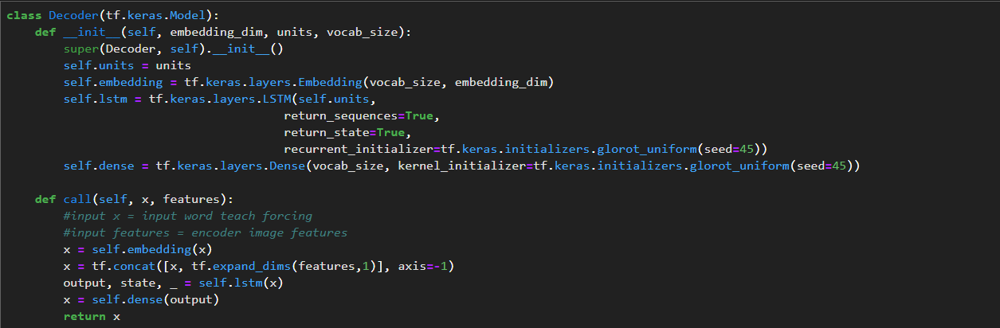 class Decoder(tf.keras.Model):
    def __init__(self, embedding_dim, units, vocab_size):
        super(Decoder, self).__init__()
        self.units = units
        self.embedding = tf.keras.layers.Embedding(vocab_size, embedding_dim)
        self.lstm = tf.keras.layers.LSTM(self.units,
                                       return_sequences=True,
                                       return_state=True,
                                       recurrent_initializer=tf.keras.initializers.glorot_uniform(seed=45))
        self.dense = tf.keras.layers.Dense(vocab_size, kernel_initializer=tf.keras.initializers.glorot_uniform(seed=45))

    def call(self, x, features):
        #input x = input word teach forcing
        #input features = encoder image features
        x = self.embedding(x)
        x = tf.concat([x, tf.expand_dims(features,1)], axis=-1)
        output, state, _ = self.lstm(x)
        x = self.dense(output)
        return x